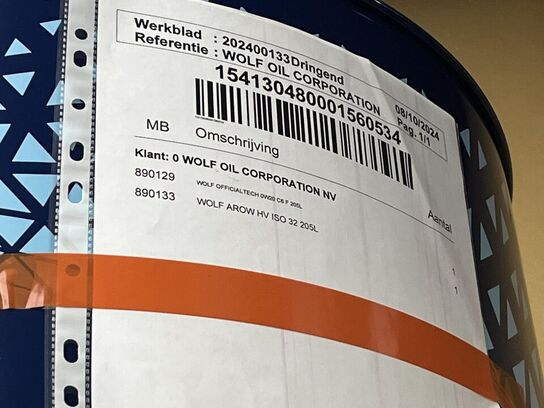 Werkblad : 202400133Dringend
Referentie : WOLF OIL CORPORATION
08/10/2024
Pag. 1/1
154130480001560534
MB Omschrijving Aantal
Klant: 0 WOLF OIL CORPORATION NV
890129 WOLF OFFICIALTECH 0W20 C6 F 205L 1
890133 WOLF AROW HV ISO 32 205L 1